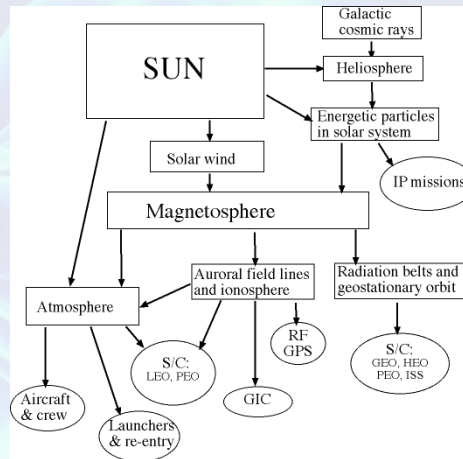 Galactic
cosmic rays
SUN
Heliosphere
Energetic particles
in solar system
Solar wind
IP missions
Magnetosphere
Auroral field lines
and ionosphere
Radiation belts and
geostationary orbit
Atmosphere
RF
GPS
S/C:
LEO, PEO
S/C:
GEO, HEO
PEO, ISS
Aircraft
& crew
GIC
Launchers
& re-entry